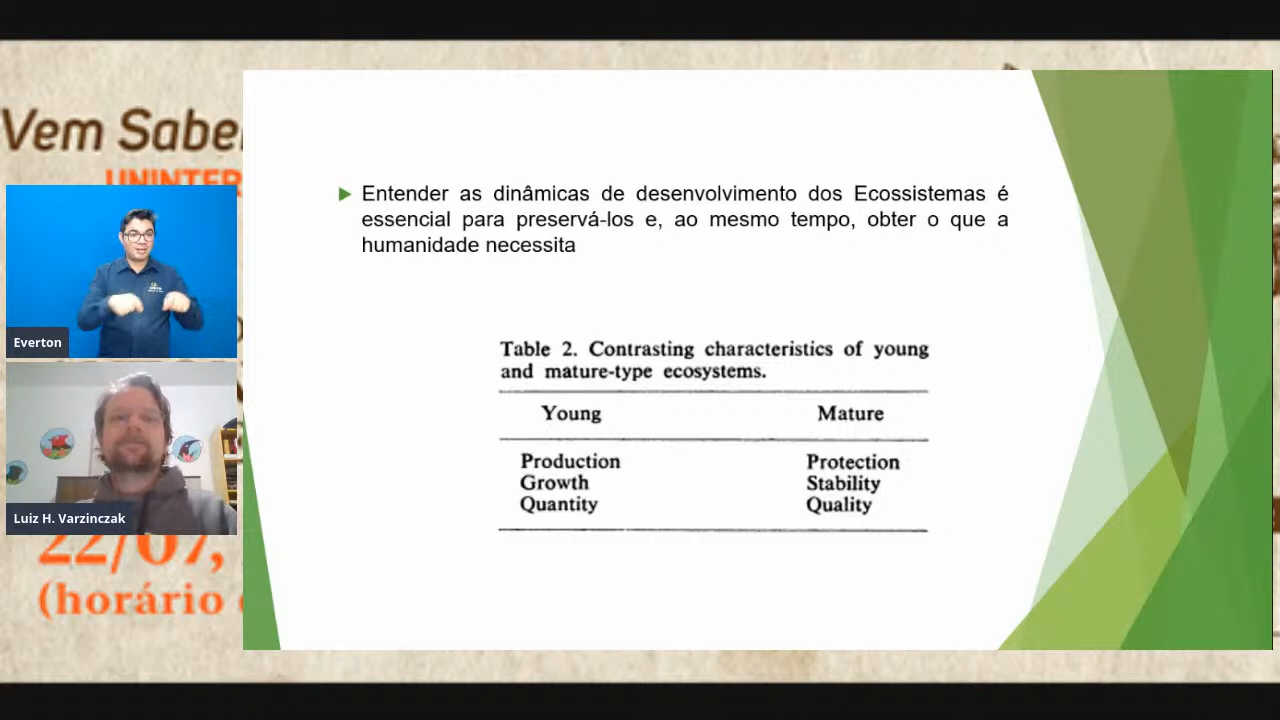 Vem Sabe
UNINTER
Entender as dinâmicas de desenvolvimento dos Ecossistemas é
essencial para preservá-los e, ao mesmo tempo, obter o que a
humanidade necessita
Table 2. Contrasting characteristics of young
and mature-type ecosystems.
Young Mature
Production Protection
Growth Stability
Quantity Quality
Everton
Luiz H. Varzinczak
22/07,
(horário